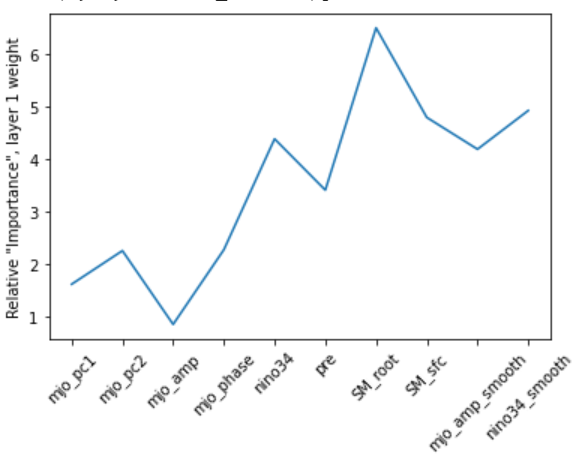 Relative "Importance", layer 1 weight
6
5
4
3
2
1
mjo_pc1
mjo_pc2
mjo_amp
mjo_phase
nino34
pre
SM_root
SM_sfc
mjo_amp_smooth
nino34_smooth